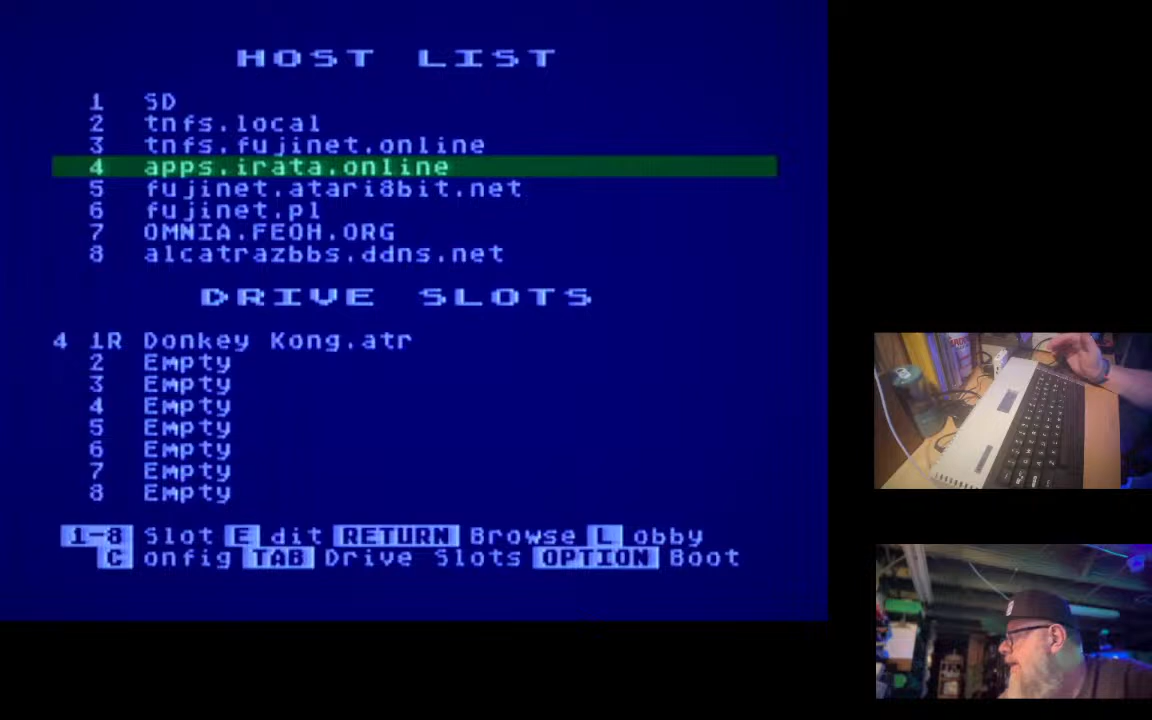 HOST LIST
1 SD
2 tnfs.local
3 tnfs.fujinet.online
4 apps.irata.online
5 fujinet.atari8bit.net
6 fujinet.pl
7 OMNIA.FEOH.ORG
8 alcatrazbbs.ddns.net
DRIVE SLOTS
4 1R Donkey Kong.atr
2 Empty
3 Empty
4 Empty
5 Empty
6 Empty
7 Empty
8 Empty
1-8 Slot E dit RETURN Browse L obby
C onfig TAB Drive Slots OPTION Boot